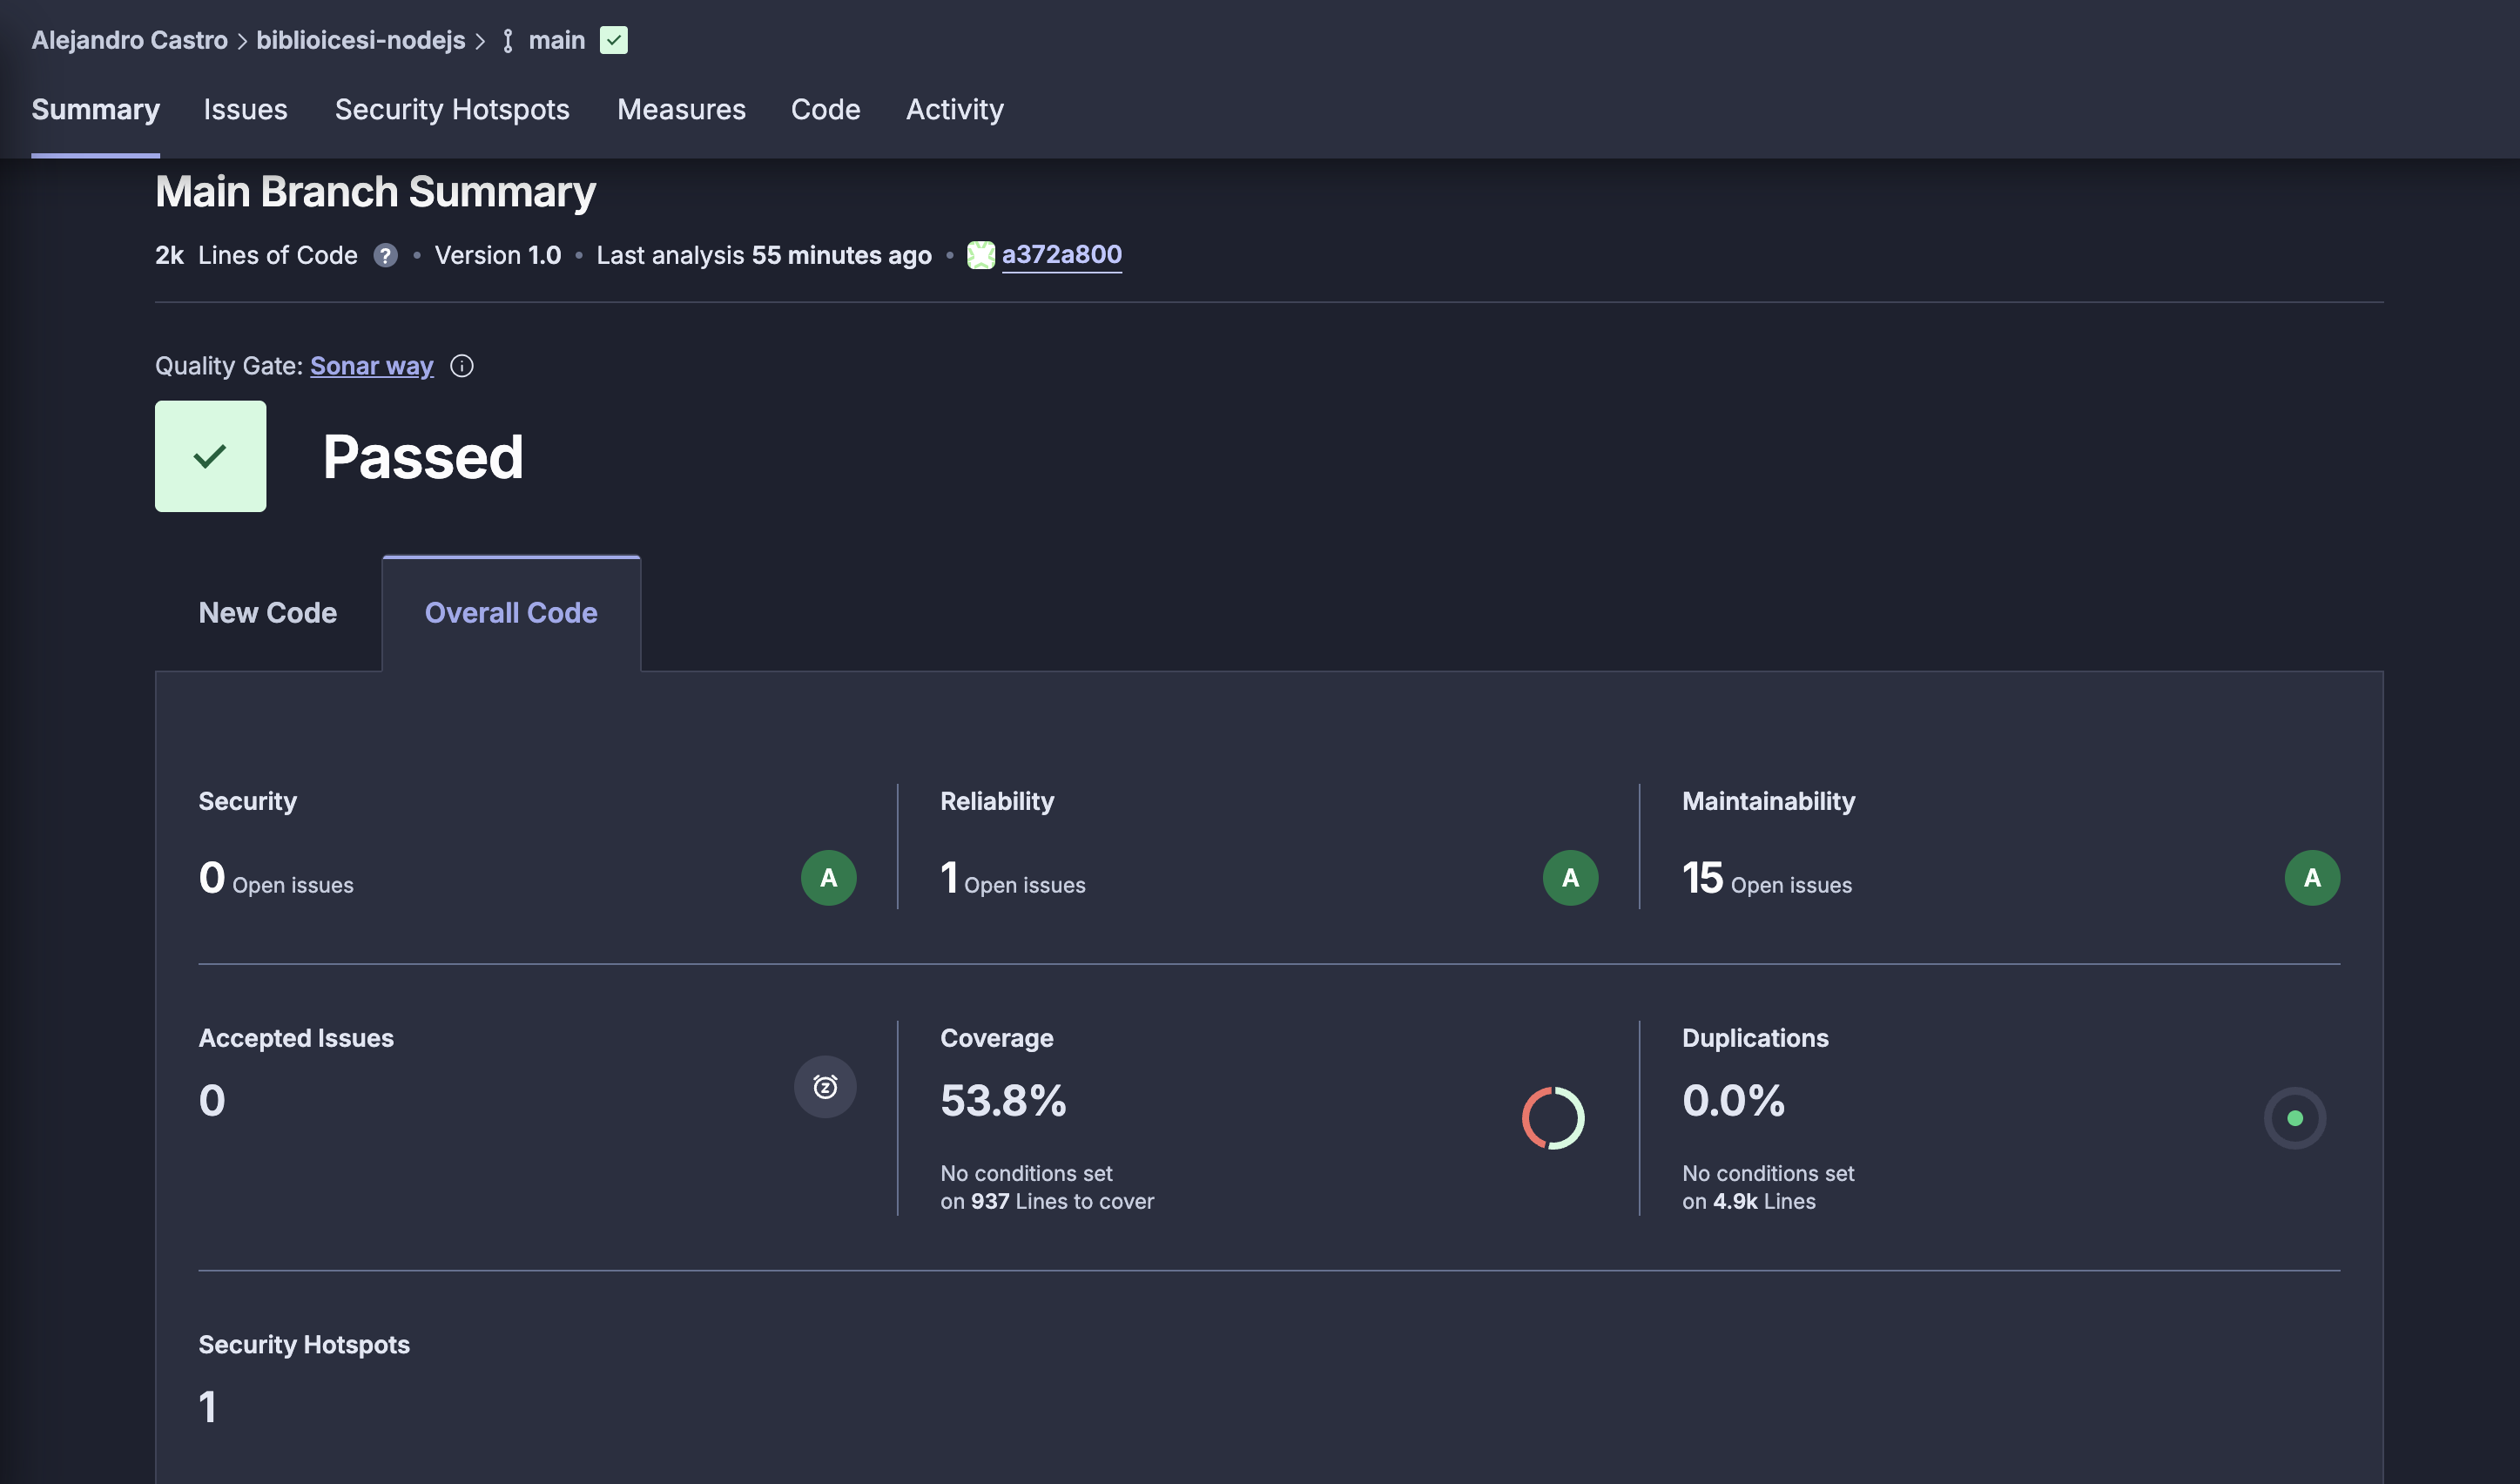 Alejandro Castro > biblioicesi-nodejs > main
Summary Issues Security Hotspots Measures Code Activity
Main Branch Summary
2k Lines of Code ? • Version 1.0 • Last analysis 55 minutes ago • a372a800
Quality Gate: Sonar way
Passed
New Code Overall Code
Security Reliability Maintainability
0 Open issues A 1 Open issues A 15 Open issues A
Accepted Issues Coverage Duplications
0 53.8% 0.0%
No conditions set No conditions set
on 937 Lines to cover on 4.9k Lines
Security Hotspots
1